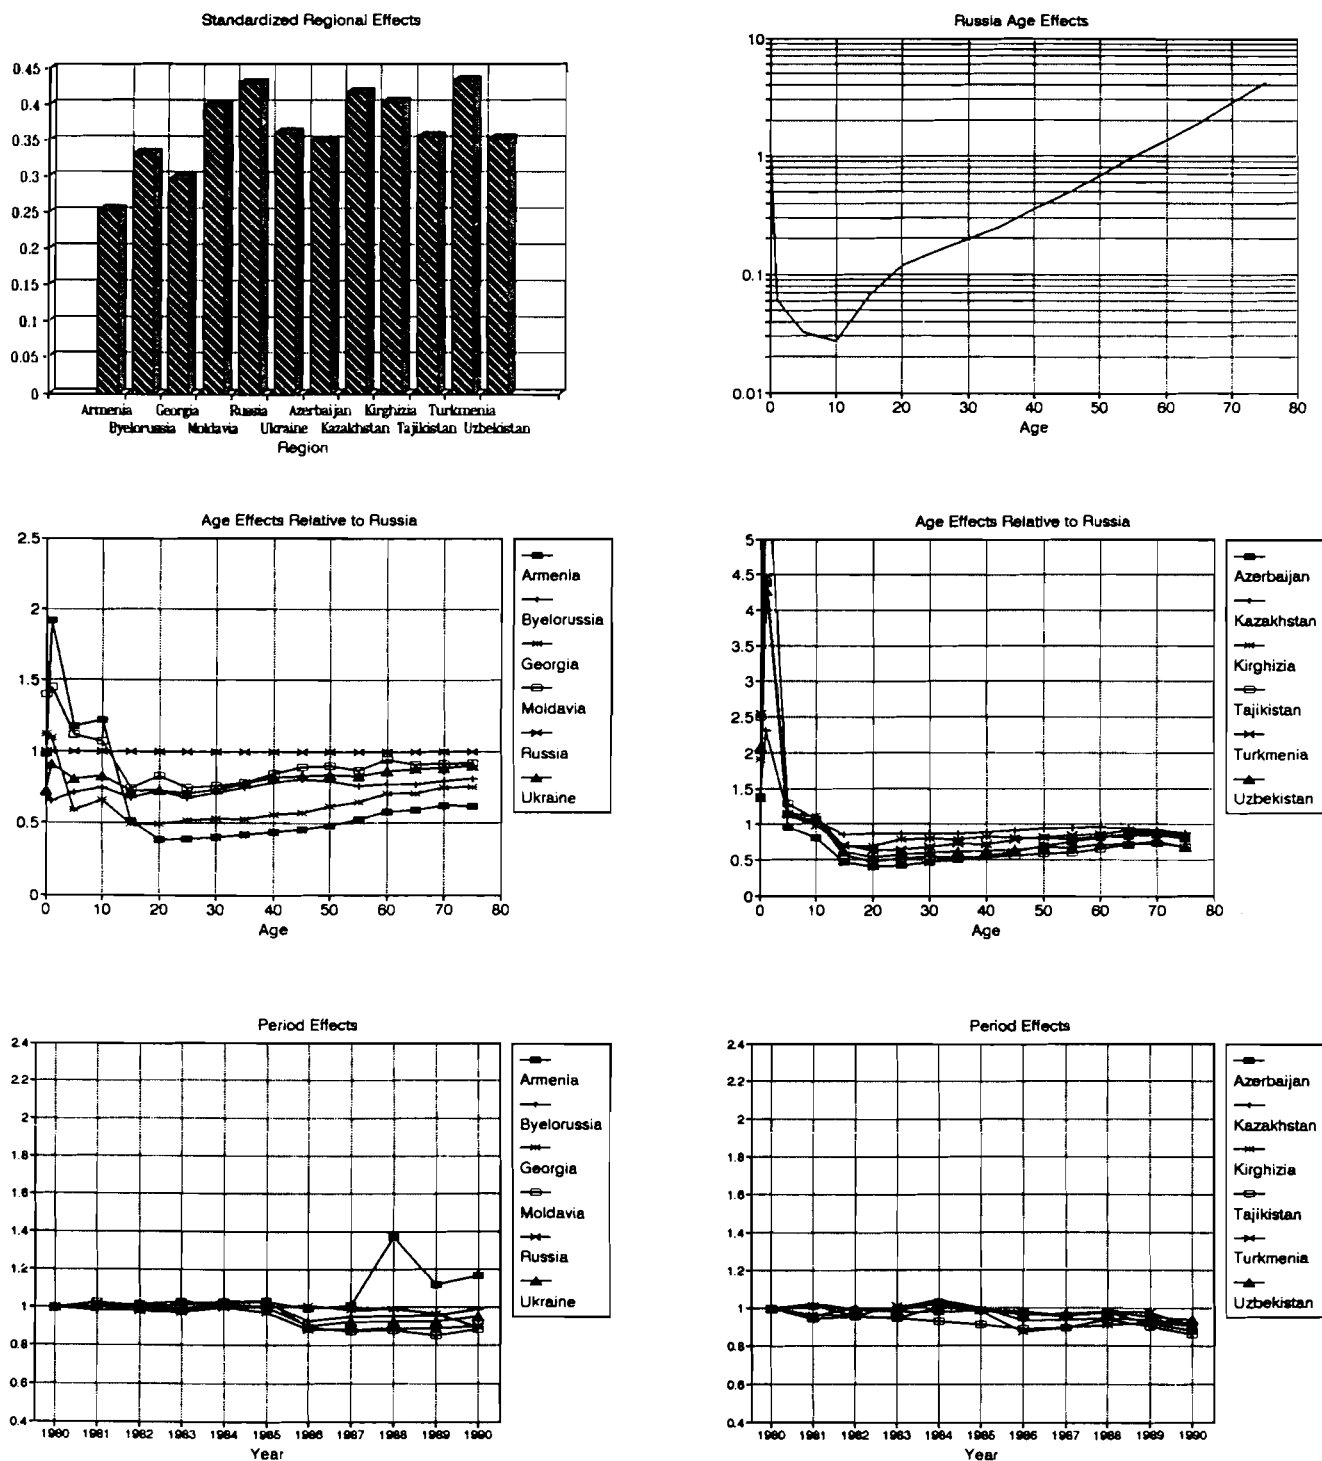 Standardized Regional Effects
0.45
0.4
0.35
0.3
0.25
0.2
0.15
0.1
0.05
0
Armenia Georgia Russia Azerbaijan Kirghizia Turkmenia
Byelorussia Moldavia Ukraine Kazakhstan Tajikistan Uzbekistan
Region
Russia Age Effects
10
1
0.1
0.01
0 10 20 30 40 50 60 70 80
Age
Age Effects Relative to Russia
2.5
2
1.5
1
0.5
0
0 10 20 30 40 50 60 70 80
Age
Armenia
Byelorussia
Georgia
Moldavia
Russia
Ukraine
Age Effects Relative to Russia
5
4.5
4
3.5
3
2.5
2
1.5
1
0.5
0
0 10 20 30 40 50 60 70 80
Age
Azerbaijan
Kazakhstan
Kirghizia
Tajikistan
Turkmenia
Uzbekistan
Period Effects
2.4
2.2
2
1.8
1.6
1.4
1.2
1
0.8
0.6
0.4
1980 1981 1982 1983 1984 1985 1986 1987 1988 1989 1990
Year
Armenia
Byelorussia
Georgia
Moldavia
Russia
Ukraine
Period Effects
2.4
2.2
2
1.8
1.6
1.4
1.2
1
0.8
0.6
0.4
1980 1981 1982 1983 1984 1985 1986 1987 1988 1989 1990
Year
Azerbaijan
Kazakhstan
Kirghizia
Tajikistan
Turkmenia
Uzbekistan